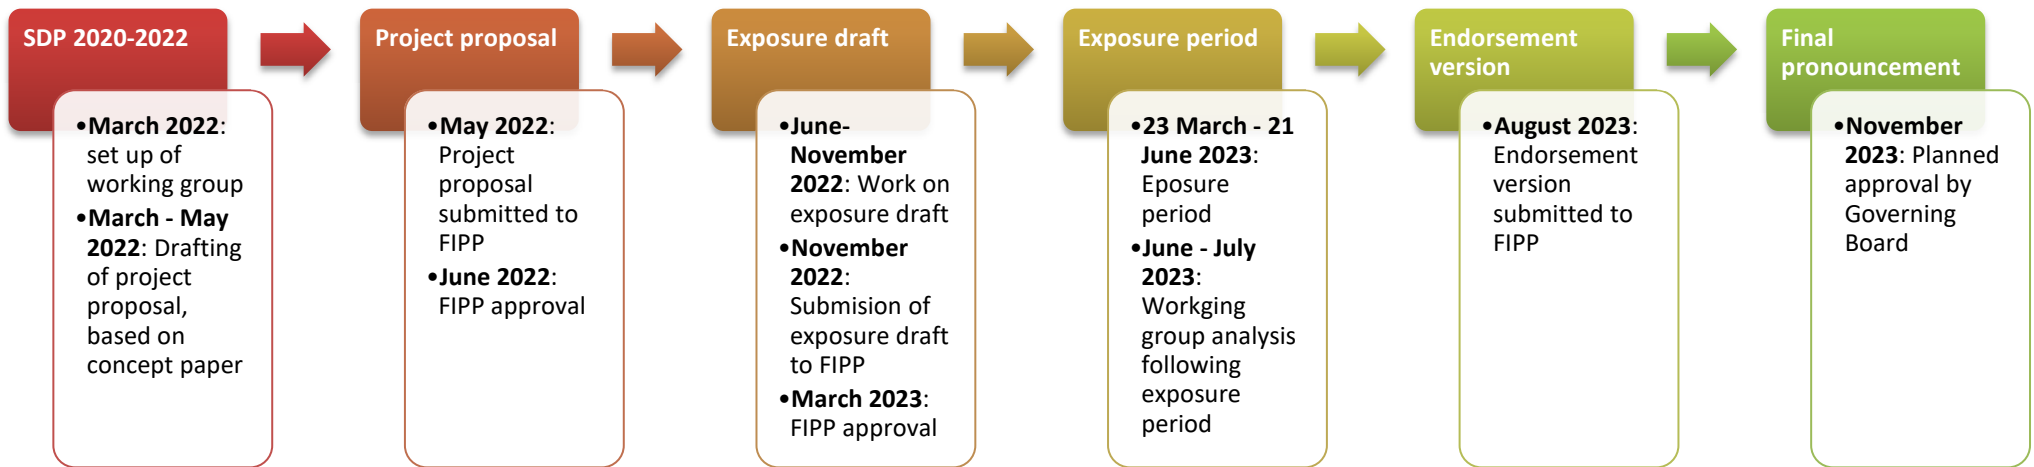 SDP 2020-2022
•March 2022:
set up of
working group
•March - May
2022: Drafting
of project
proposal,
based on
concept paper
Project proposal
•May 2022:
Project
proposal
submitted to
FIPP
•June 2022:
FIPP approval
Exposure draft
•June-
November
2022: Work on
exposure draft
•November
2022:
Submision of
exposure draft
to FIPP
•March 2023:
FIPP approval
Exposure period
•23 March - 21
June 2023:
Eposure
period
•June - July
2023:
Workging
group analysis
following
exposure
period
Endorsement
version
•August 2023:
Endorsement
version
submitted to
FIPP
Final
pronouncement
•November
2023: Planned
approval by
Governing
Board